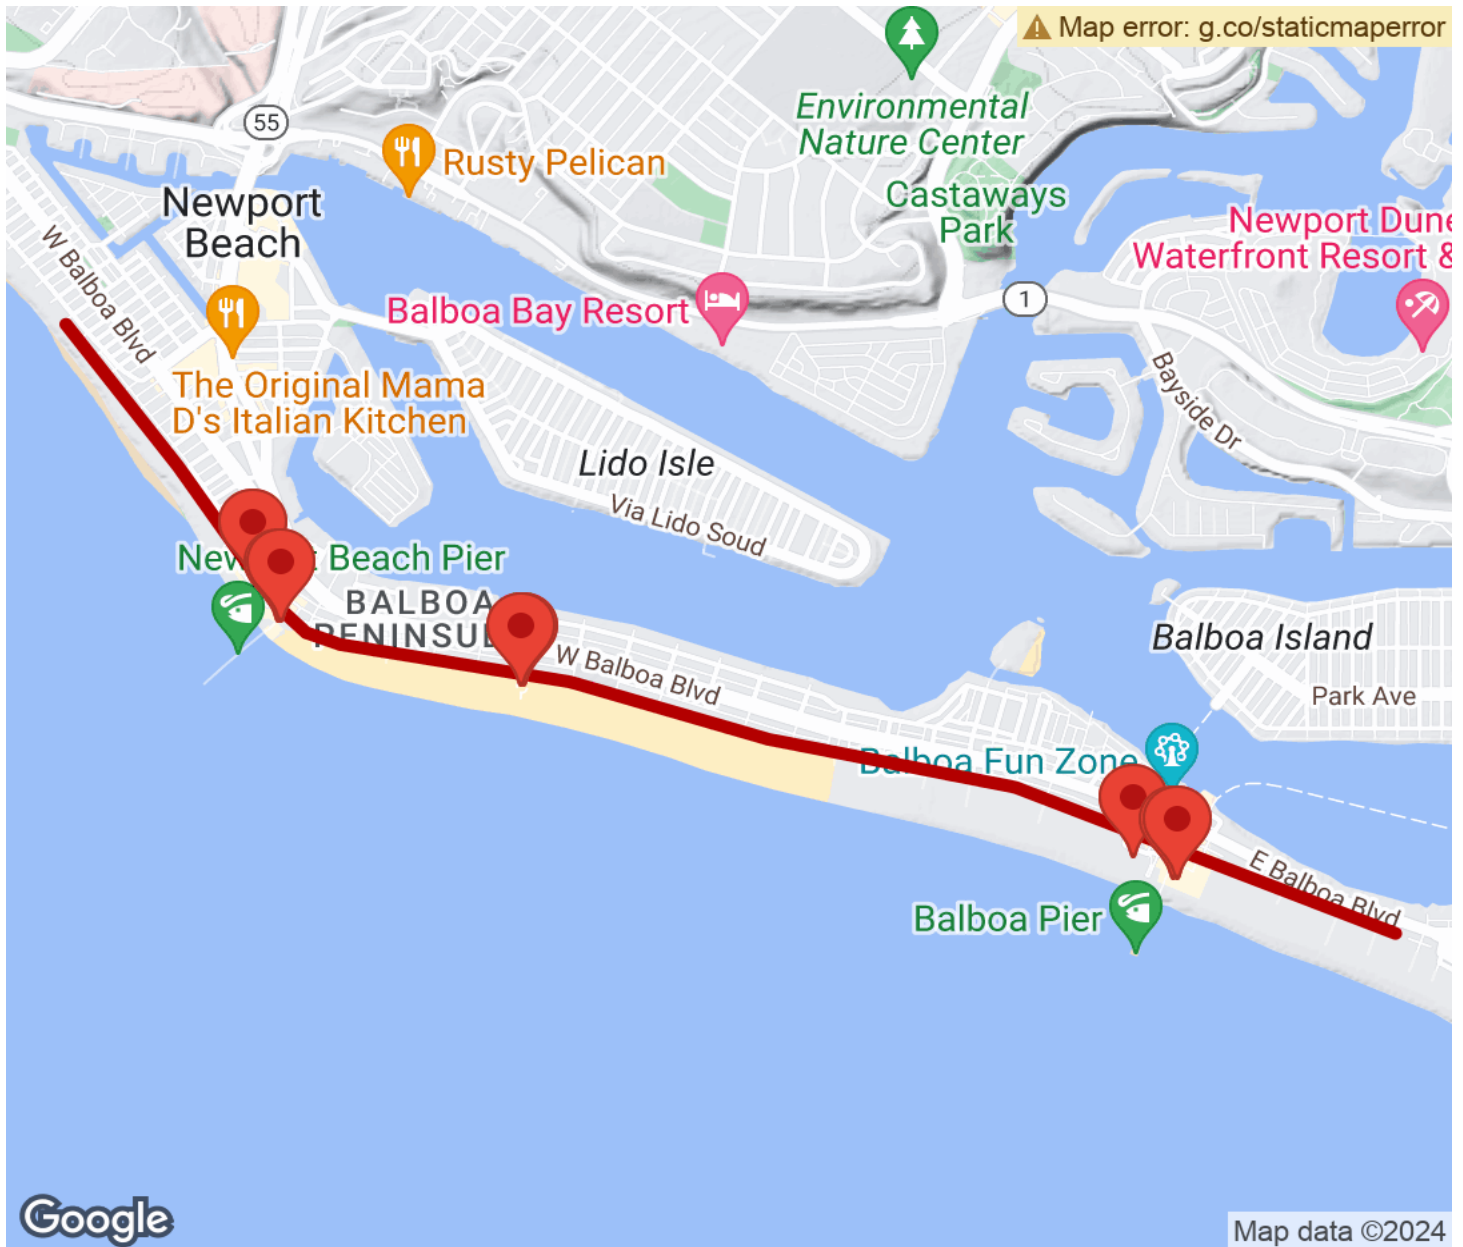 Map error: g.co/staticmaperror
55
Environmental
Nature Center
Rusty Pelican
Castaways
Park
Newport
Beach
Newport Dune
Waterfront Resort &
W Balboa Blvd
Balboa Bay Resort
1
The Original Mama
D's Italian Kitchen
Bayside Dr
Lido Isle
Via Lido Soud
New t Beach Pier
BALBOA
PENINSU
Balboa Island
W Balboa Blvd
Park Ave
Balboa Fun Zone
E Balboa Blvd
Balboa Pier
Google
Map data ©2024